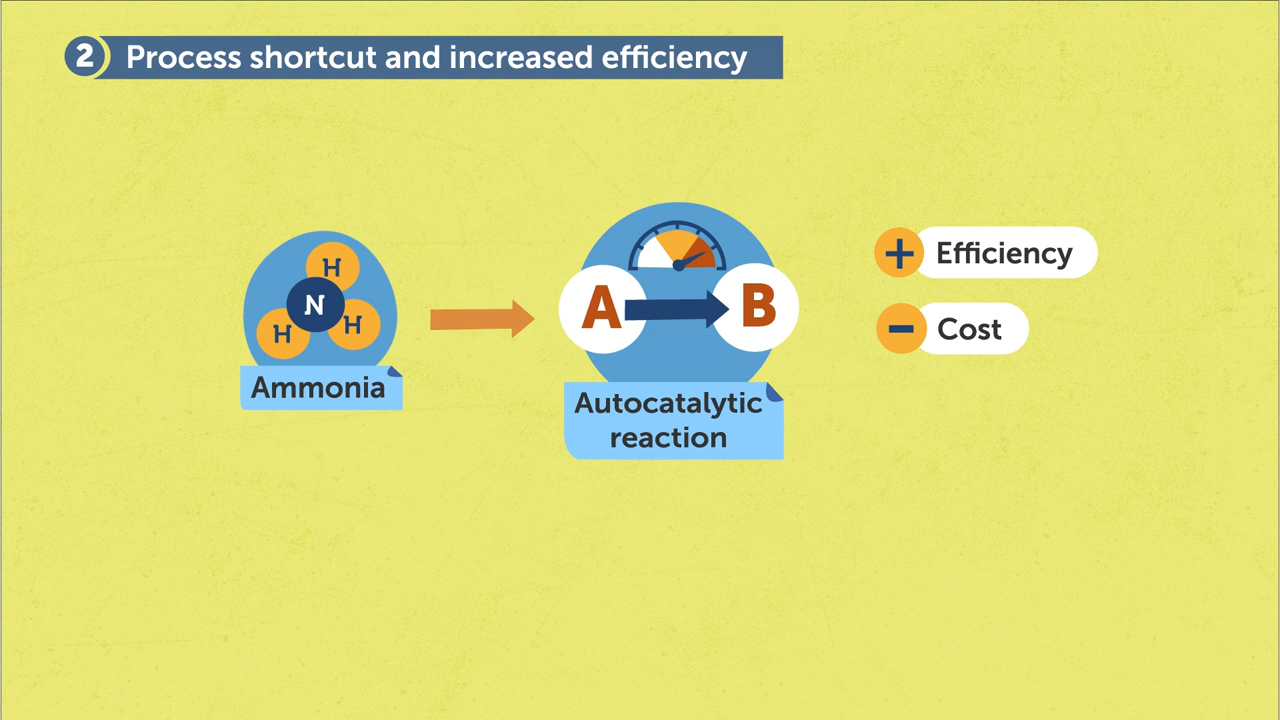 2 Process shortcut and increased efficiency
H
N
H
H
Ammonia
A
B
Autocatalytic
reaction
+ Efficiency
- Cost